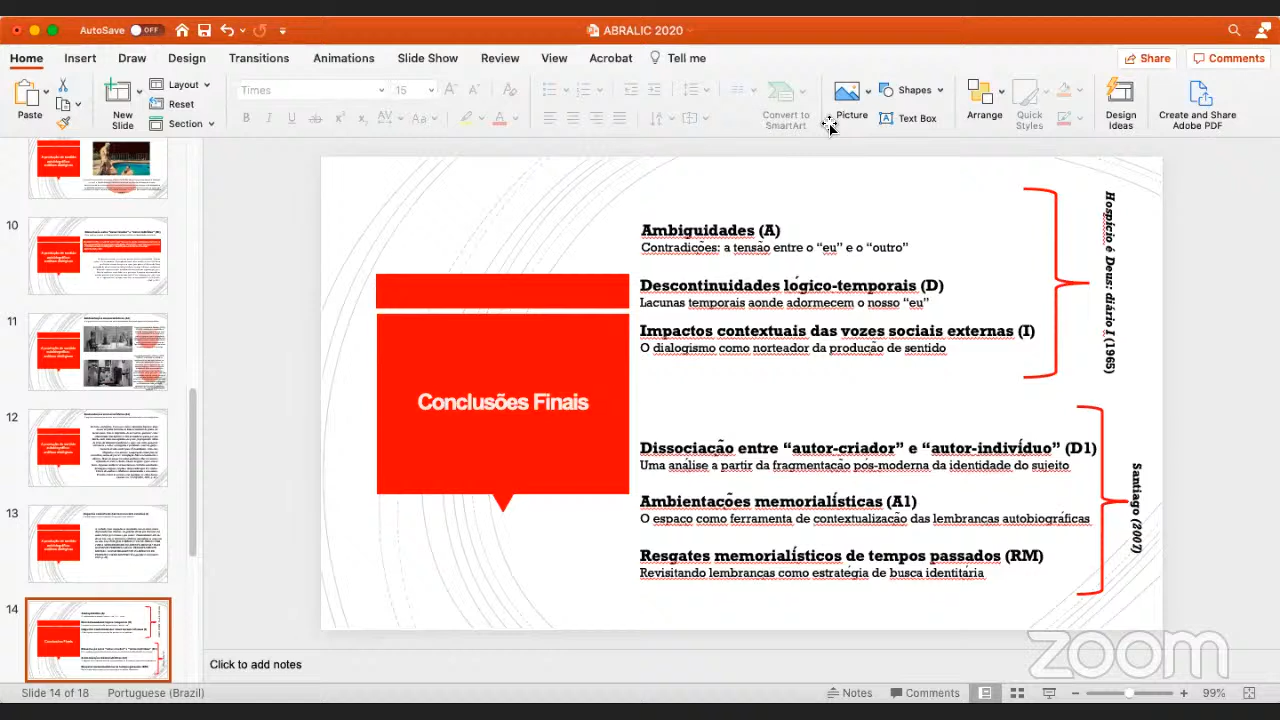 AutoSave OFF
ABRALIC 2020
Home Insert Draw Design Transitions Animations Slide Show Review View Acrobat Tell me
Share Comments
Paste
New Slide
Layout
Reset
Section
Times 15
Convert to SmartArt
Picture
Shapes
Text Box
Arrange
Quick Styles
Design Ideas
Create and Share Adobe PDF
10
11
12
13
14
Conclusões Finais
Ambiguidades (A)
Contradições: a tensão entre o “eu” e o “outro”
Descontinuidades lógico-temporais (D)
Lacunas temporais aonde adormecem o nosso “eu”
Impactos contextuais das vozes sociais externas (I)
O dialogismo como norteador da produção de sentido
Hospício é Deus: diário I (1965)
Dissociação entre “autor-criador” e “autor-indivíduo” (D1)
Uma análise a partir da fragmentação pós-moderna da identidade do sujeito
Ambientações memorialísticas (A1)
O espaço como ferramenta de contextualização das lembranças autobiográficas
Resgates memorialísticos de tempos passados (RM)
Revisitando lembranças como estratégia de busca identitária
Santiago (2007)
zoom
Click to add notes
Slide 14 of 18 Portuguese (Brazil)
Notes Comments 99%